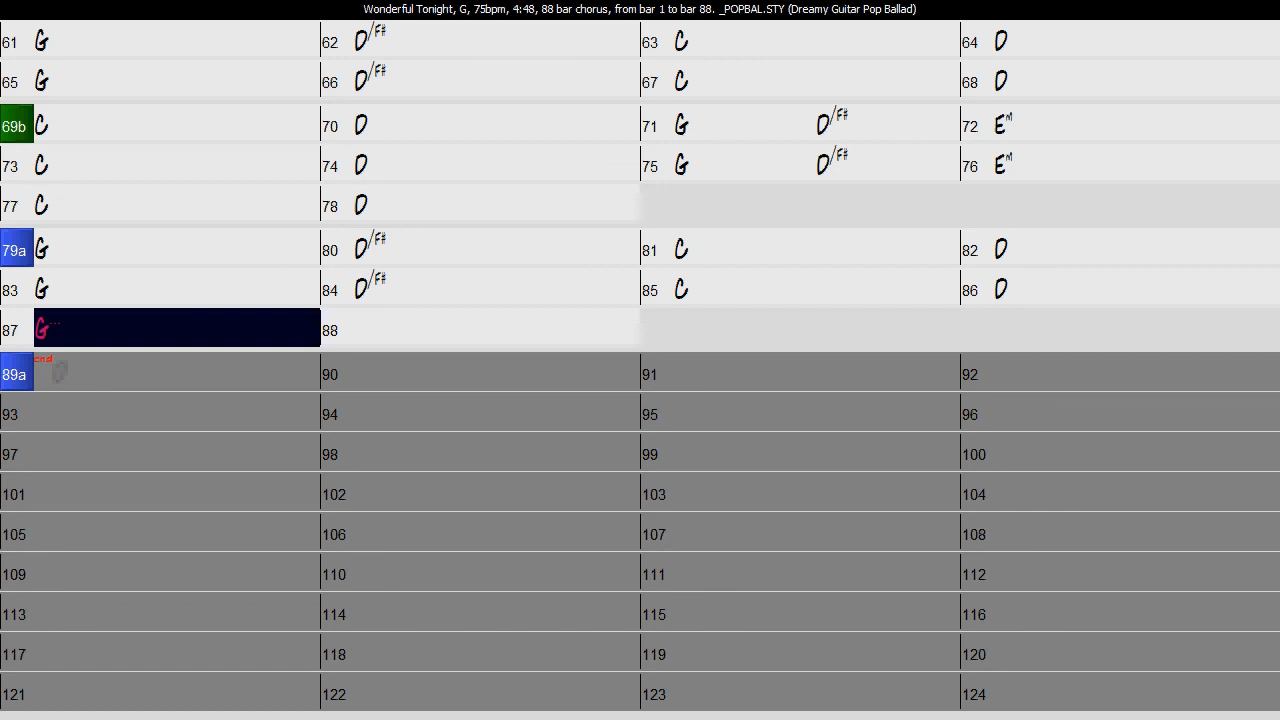 Wonderful Tonight, G, 75bpm, 4:48, 88 bar chorus, from bar 1 to bar 88. _POPBAL.STY (Dreamy Guitar Pop Ballad)
61 G 62 D/F# 63 C 64 D
65 G 66 D/F# 67 C 68 D
69b C 70 D 71 G D/F# 72 Em
73 C 74 D 75 G D/F# 76 Em
77 C 78 D
79a G 80 D/F# 81 C 82 D
83 G 84 D/F# 85 C 86 D
87 G... 88
end
89a D 90 91 92
93 94 95 96
97 98 99 100
101 102 103 104
105 106 107 108
109 110 111 112
113 114 115 116
117 118 119 120
121 122 123 124